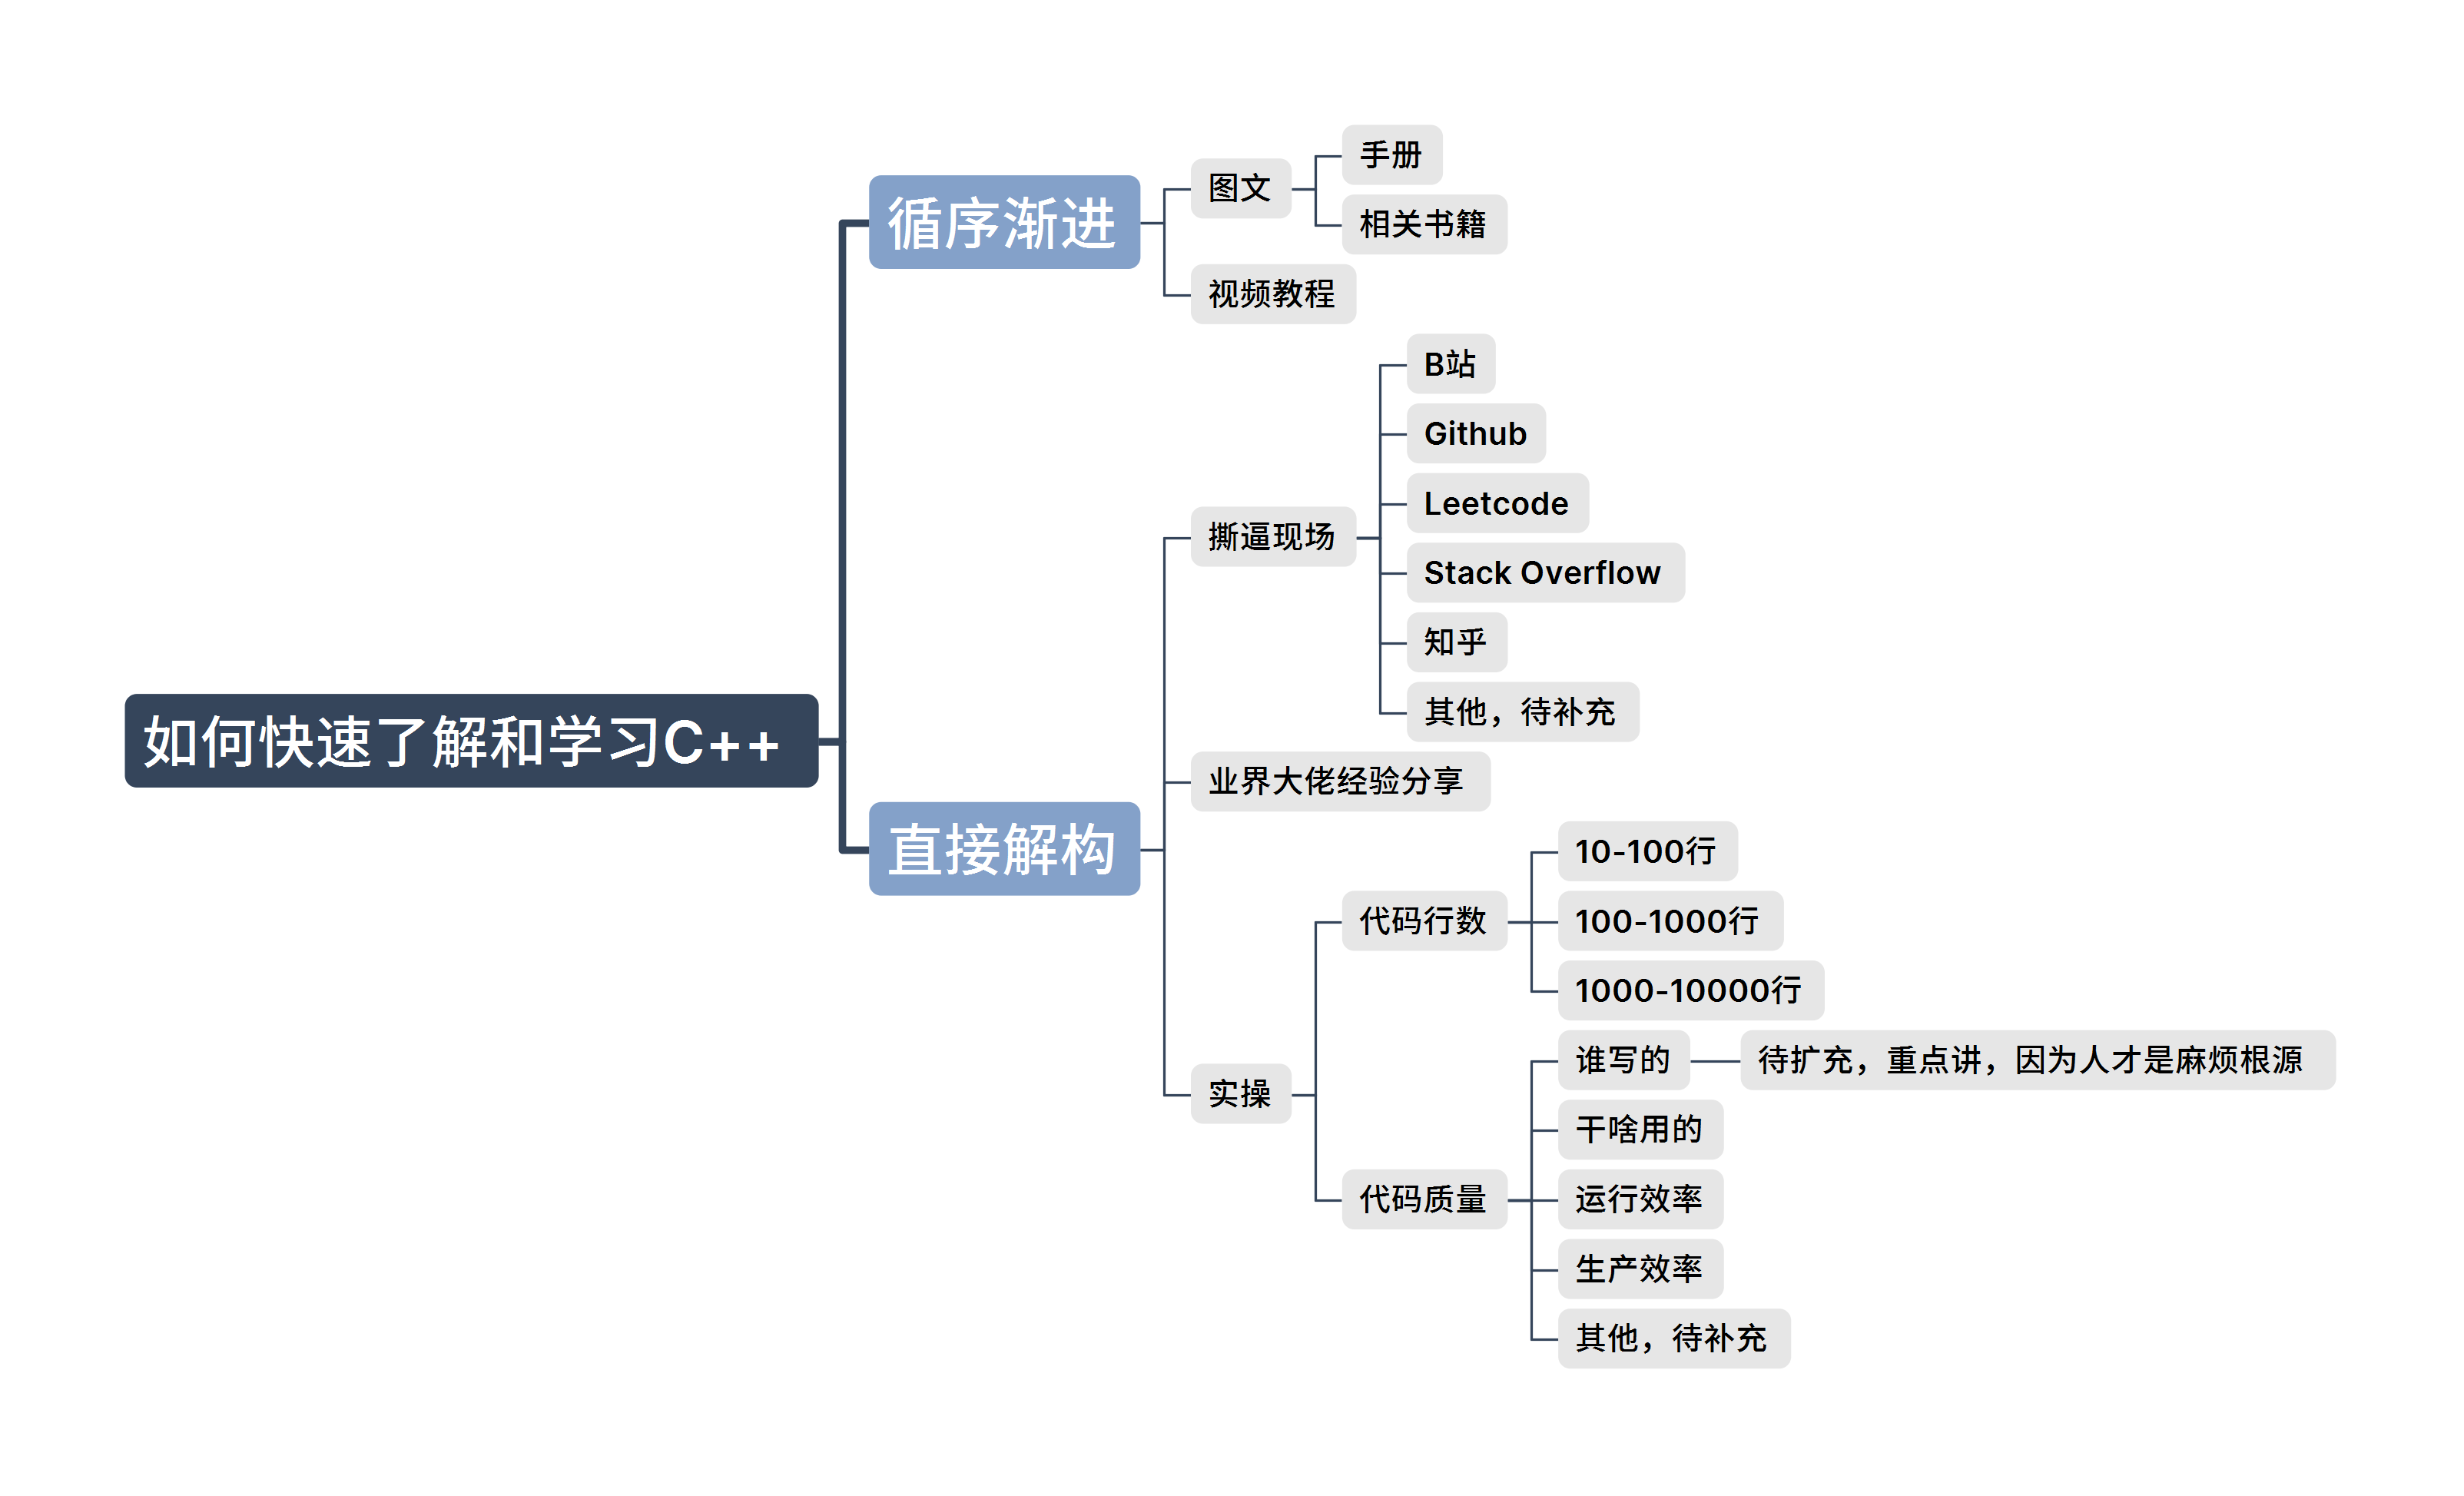 如何快速了解和学习C++
循序渐进
图文
手册
相关书籍
视频教程
直接解构
撕逼现场
B站
Github
Leetcode
Stack Overflow
知乎
其他，待补充
业界大佬经验分享
实操
代码行数
10-100行
100-1000行
1000-10000行
代码质量
谁写的
待扩充，重点讲，因为人才是麻烦根源
干啥用的
运行效率
生产效率
其他，待补充